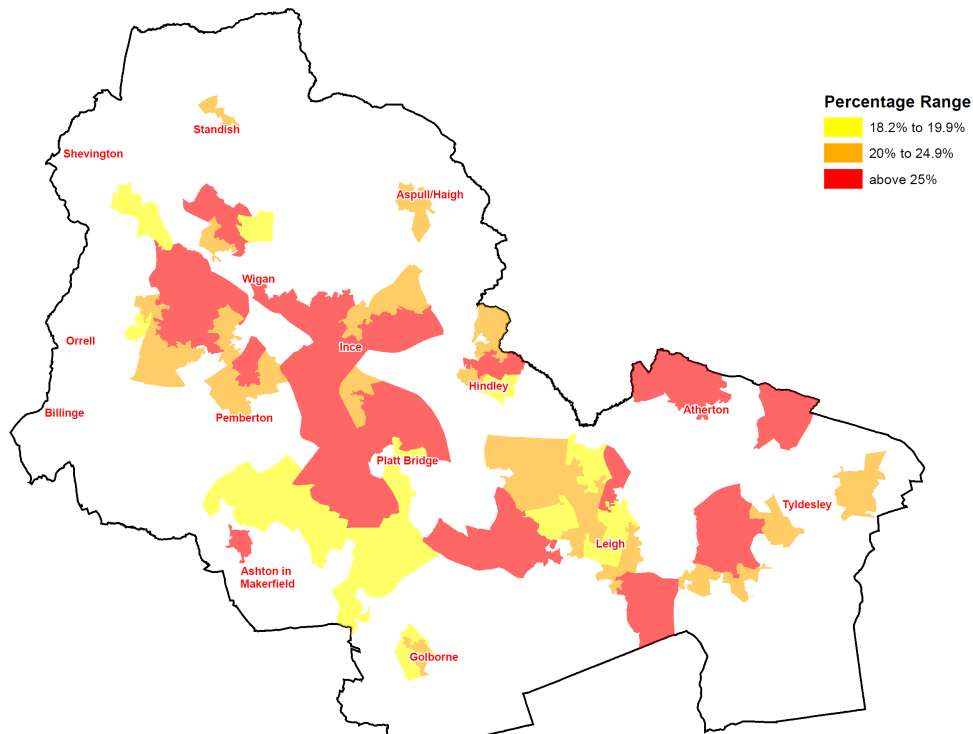 Percentage Range
18.2% to 19.9%
20% to 24.9%
above 25%
Standish
Shevington
Aspull/Haigh
Wigan
Orrell
Ince
Hindley
Billinge
Pemberton
Atherton
Platt Bridge
Tyldesley
Leigh
Ashton in
Makerfield
Golborne